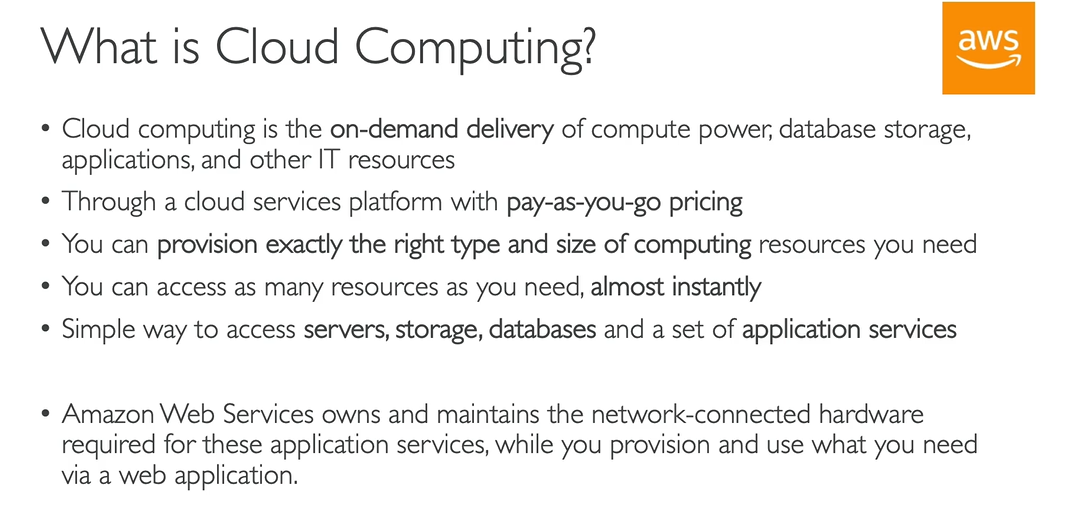 What is Cloud Computing?
aws
• Cloud computing is the on-demand delivery of compute power, database storage,
applications, and other IT resources
• Through a cloud services platform with pay-as-you-go pricing
• You can provision exactly the right type and size of computing resources you need
• You can access as many resources as you need, almost instantly
• Simple way to access servers, storage, databases and a set of application services
• Amazon Web Services owns and maintains the network-connected hardware
required for these application services, while you provision and use what you need
via a web application.